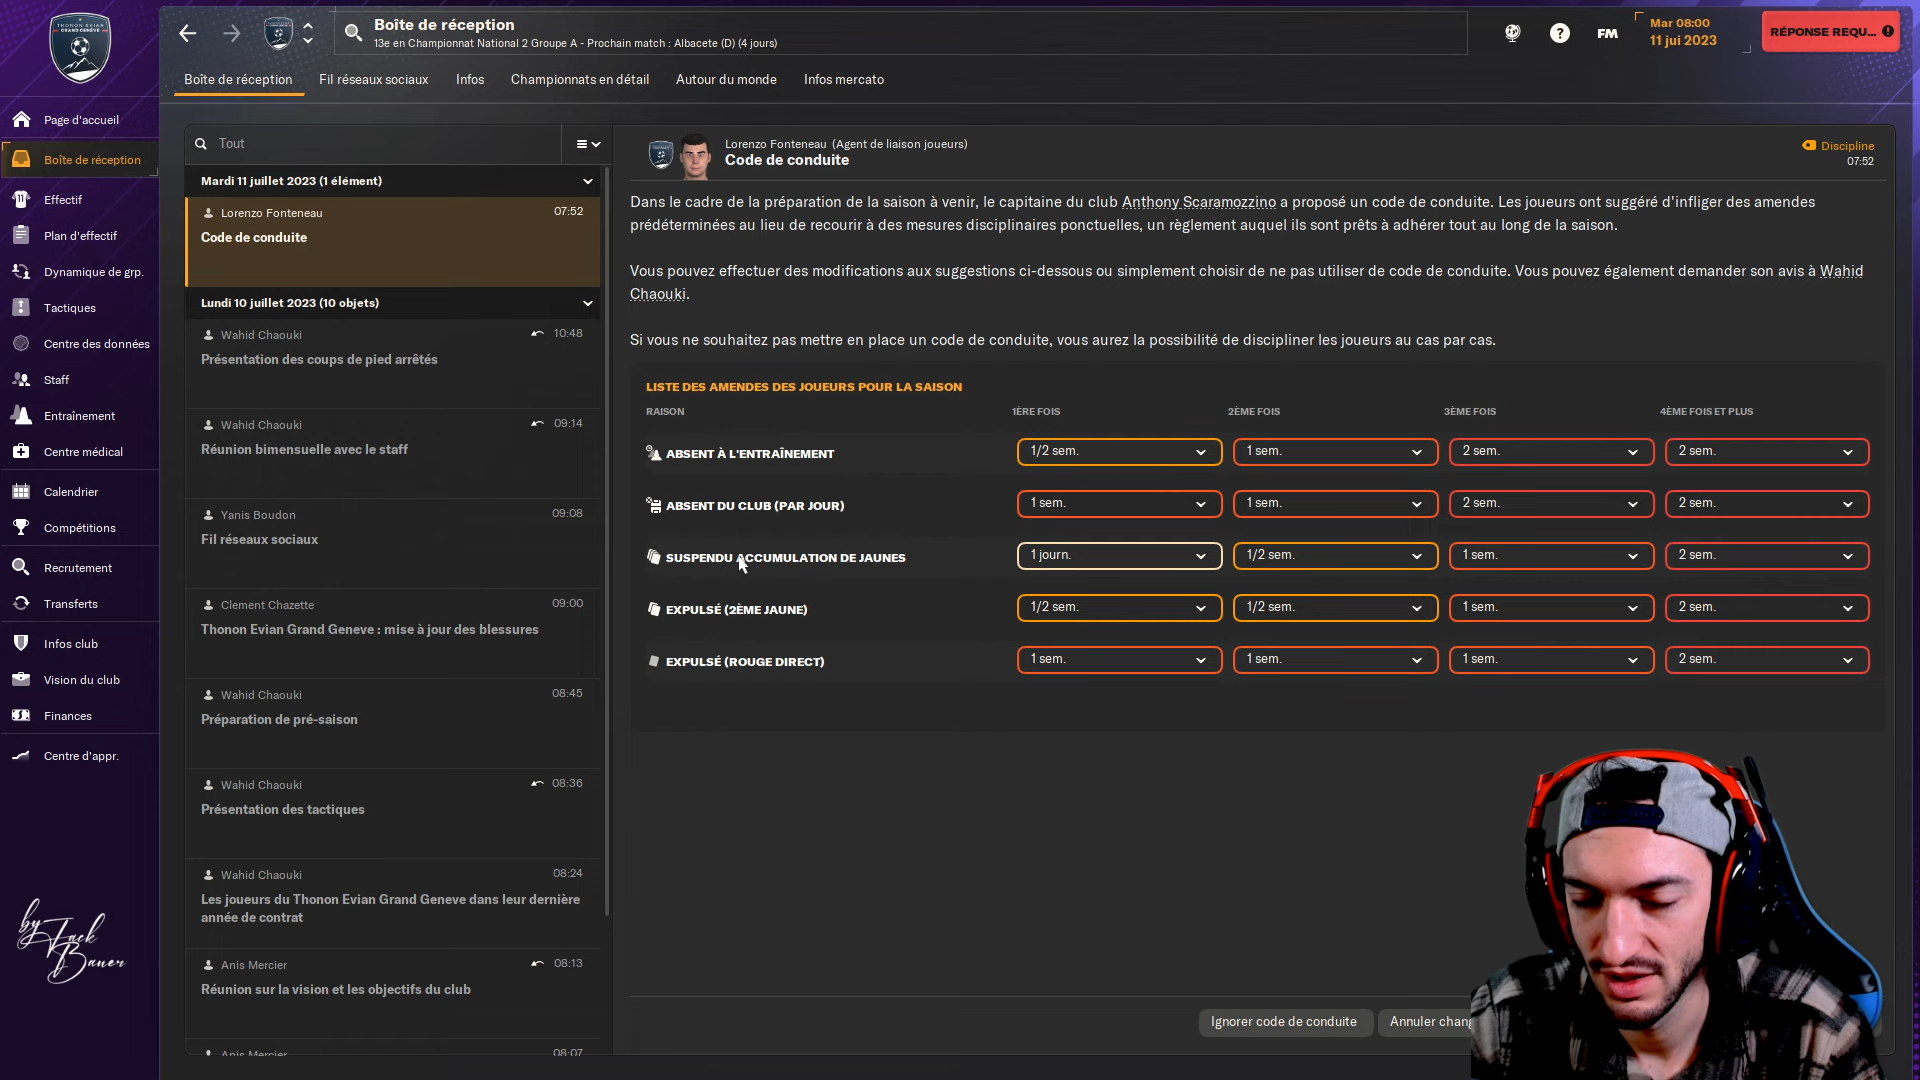 THONON EVIAN
GRAND GENÈVE
Boîte de réception
13e en Championnat National 2 Groupe A - Prochain match : Albacete (D) (4 jours)
FM
Mar 08:00
11 jui 2023
RÉPONSE REQU...
Boîte de réception
Fil réseaux sociaux
Infos
Championnats en détail
Autour du monde
Infos mercato
Page d'accueil
Boîte de réception
Effectif
Plan d'effectif
Dynamique de grp.
Tactiques
Centre des données
Staff
Entraînement
Centre médical
Calendrier
Compétitions
Recrutement
Transferts
Infos club
Vision du club
Finances
Centre d'appr.
by Jack Bauer
Tout
Mardi 11 juillet 2023 (1 élément)
Lorenzo Fonteneau 07:52
Code de conduite
Lundi 10 juillet 2023 (10 objets)
Wahid Chaouki 10:48
Présentation des coups de pied arrêtés
Wahid Chaouki 09:14
Réunion bimensuelle avec le staff
Yanis Boudon 09:08
Fil réseaux sociaux
Clement Chazette 09:00
Thonon Evian Grand Geneve : mise à jour des blessures
Wahid Chaouki 08:45
Préparation de pré-saison
Wahid Chaouki 08:36
Présentation des tactiques
Wahid Chaouki 08:24
Les joueurs du Thonon Evian Grand Geneve dans leur dernière
année de contrat
Anis Mercier 08:13
Réunion sur la vision et les objectifs du club
Anis Mercier 08:07
Lorenzo Fonteneau (Agent de liaison joueurs)
Code de conduite
Discipline
07:52
Dans le cadre de la préparation de la saison à venir, le capitaine du club Anthony Scaramozzino a proposé un code de conduite. Les joueurs ont suggéré d'infliger des amendes
prédéterminées au lieu de recourir à des mesures disciplinaires ponctuelles, un règlement auquel ils sont prêts à adhérer tout au long de la saison.
Vous pouvez effectuer des modifications aux suggestions ci-dessous ou simplement choisir de ne pas utiliser de code de conduite. Vous pouvez également demander son avis à Wahid
Chaouki.
Si vous ne souhaitez pas mettre en place un code de conduite, vous aurez la possibilité de discipliner les joueurs au cas par cas.
LISTE DES AMENDES DES JOUEURS POUR LA SAISON
RAISON 1ÈRE FOIS 2ÈME FOIS 3ÈME FOIS 4ÈME FOIS ET PLUS
ABSENT À L'ENTRAÎNEMENT 1/2 sem. 1 sem. 2 sem. 2 sem.
ABSENT DU CLUB (PAR JOUR) 1 sem. 1 sem. 2 sem. 2 sem.
SUSPENDU ACCUMULATION DE JAUNES 1 journ. 1/2 sem. 1 sem. 2 sem.
EXPULSÉ (2ÈME JAUNE) 1/2 sem. 1/2 sem. 1 sem. 2 sem.
EXPULSÉ (ROUGE DIRECT) 1 sem. 1 sem. 1 sem. 2 sem.
Ignorer code de conduite
Annuler chang